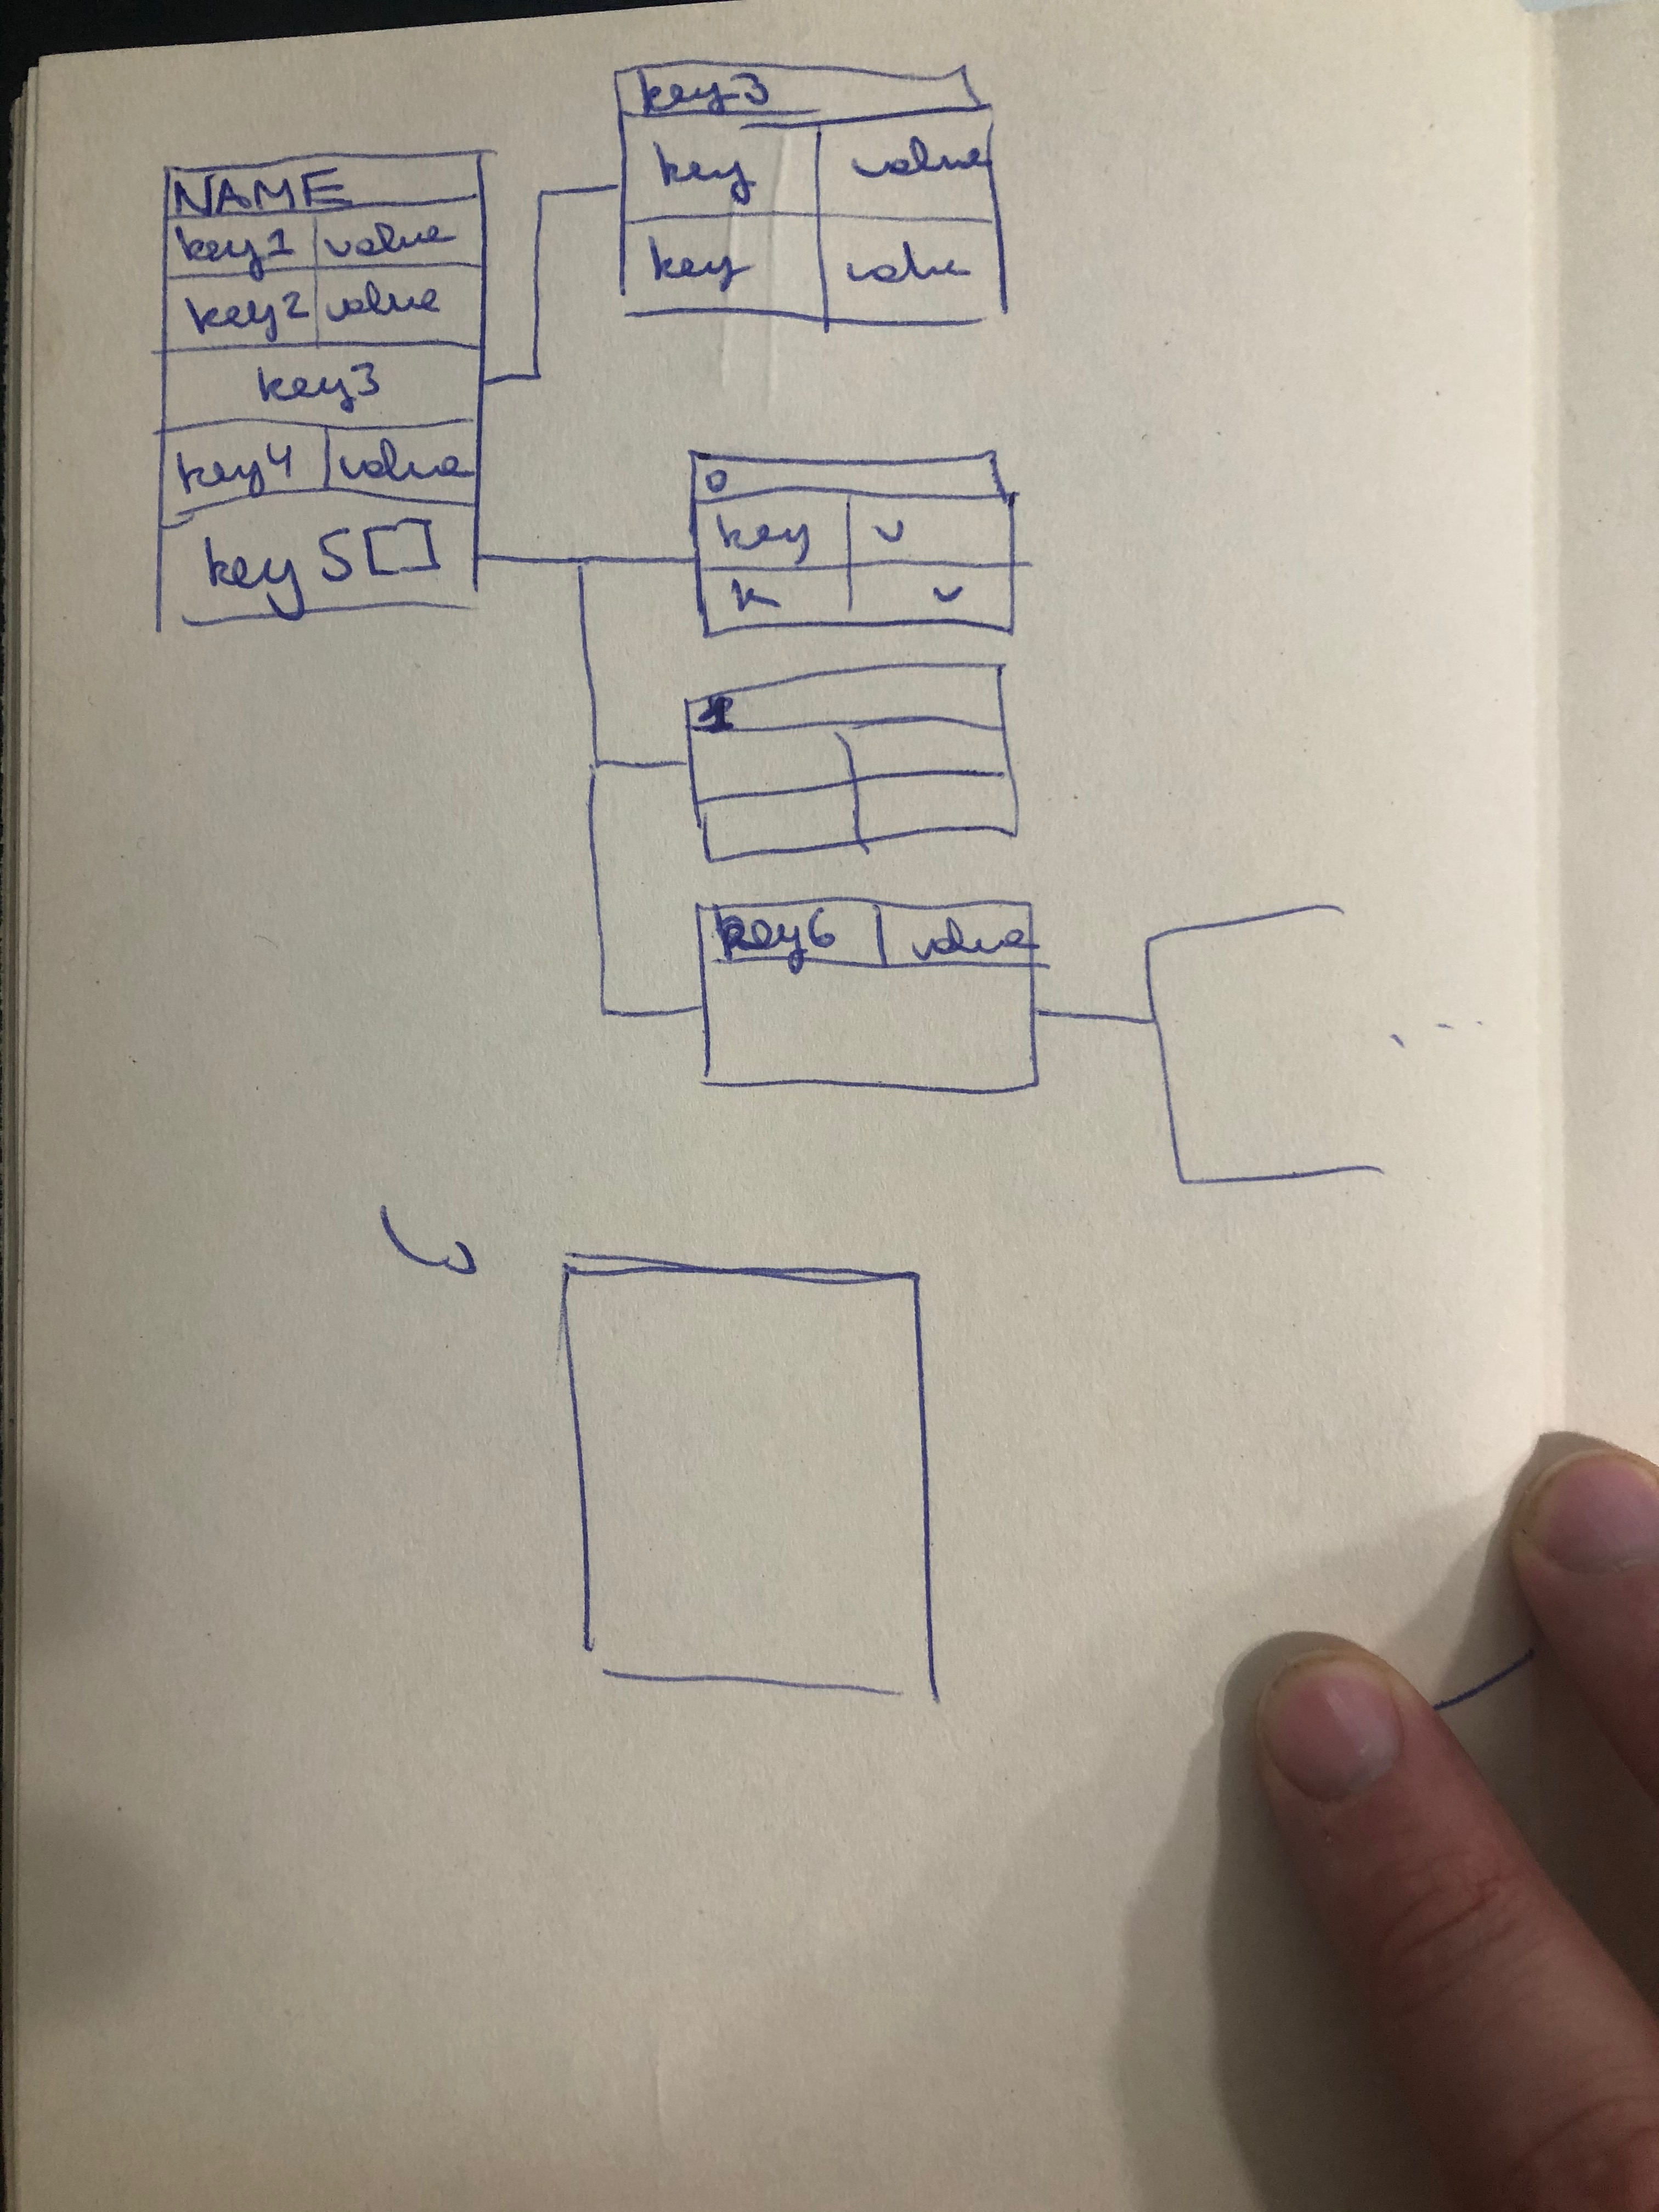 key3
key value
key value
NAME
key1 value
key2 value
key3
key4 value
key5[]
0
key v
k v
1
key6 value